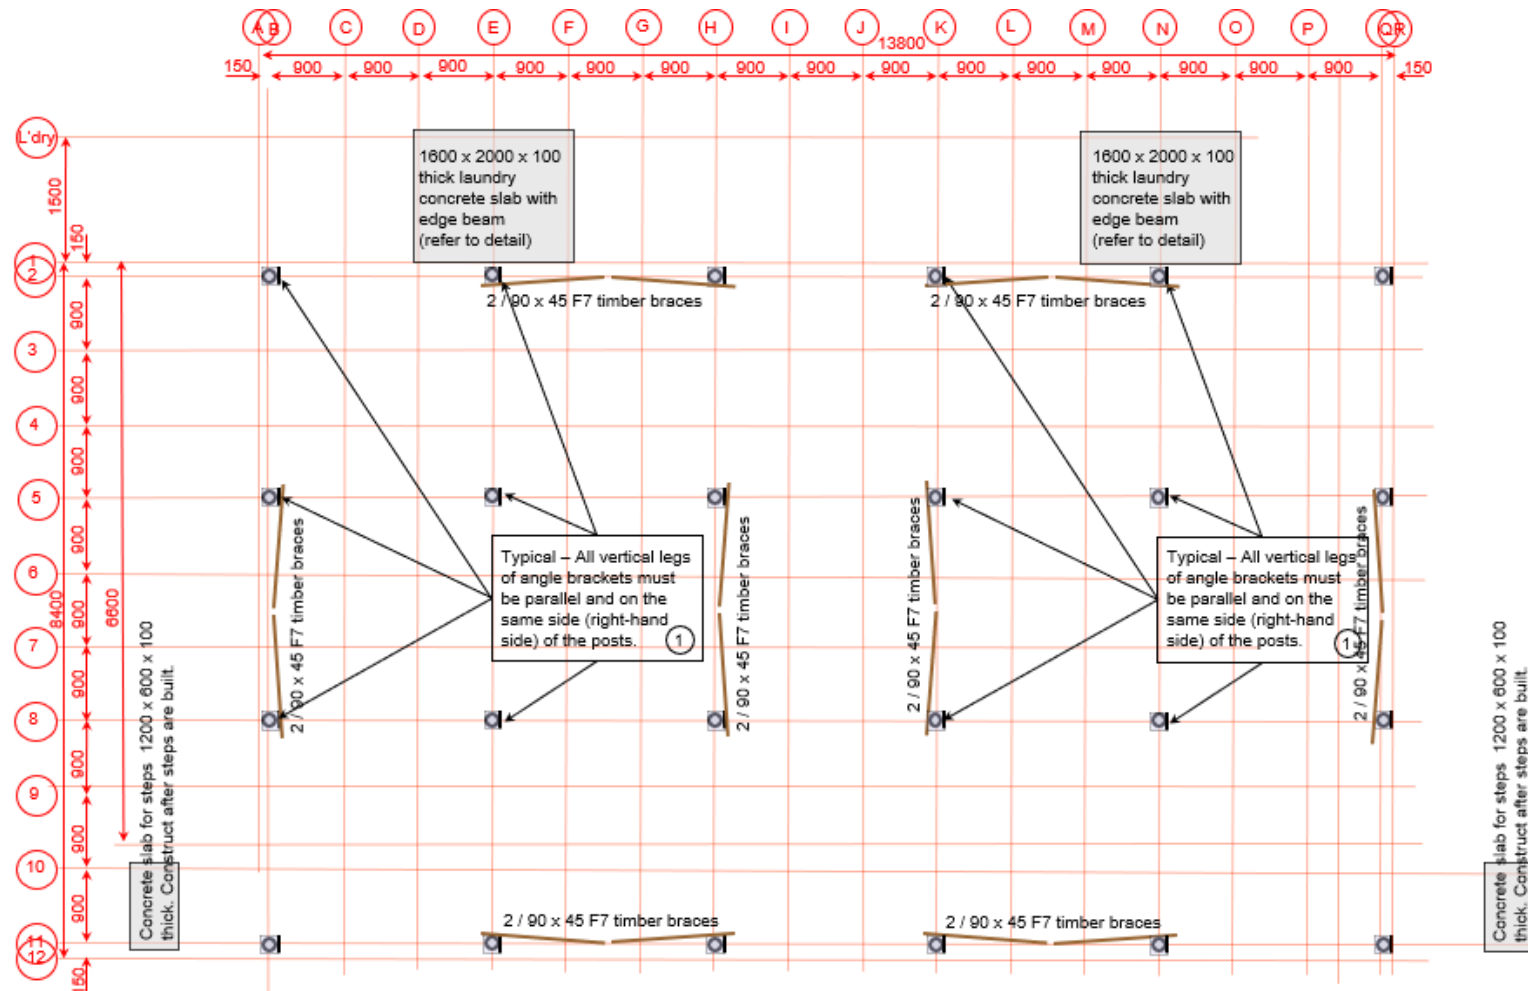 A B C D E F G H I J K L M N O P Q R
13800
150 900 900 900 900 900 900 900 900 900 900 900 900 900 900 900 150
L'dry
1500
150
1
2
900
3
900
4
900
5
900
6
900
7
900
8
900
9
900
10
900
11
12
150
8400
6600
1600 x 2000 x 100
thick laundry
concrete slab with
edge beam
(refer to detail)
1600 x 2000 x 100
thick laundry
concrete slab with
edge beam
(refer to detail)
2 / 90 x 45 F7 timber braces
2 / 90 x 45 F7 timber braces
2 / 90 x 45 F7 timber braces
Typical – All vertical legs
of angle brackets must
be parallel and on the
same side (right-hand
side) of the posts.
1
2 / 90 x 45 F7 timber braces
2 / 90 x 45 F7 timber braces
Typical – All vertical legs
of angle brackets must
be parallel and on the
same side (right-hand
side) of the posts.
1
2 / 90 x 45 F7 timber braces
Concrete slab for steps 1200 x 600 x 100
thick. Construct after steps are built.
Concrete slab for steps 1200 x 600 x 100
thick. Construct after steps are built.
2 / 90 x 45 F7 timber braces
2 / 90 x 45 F7 timber braces